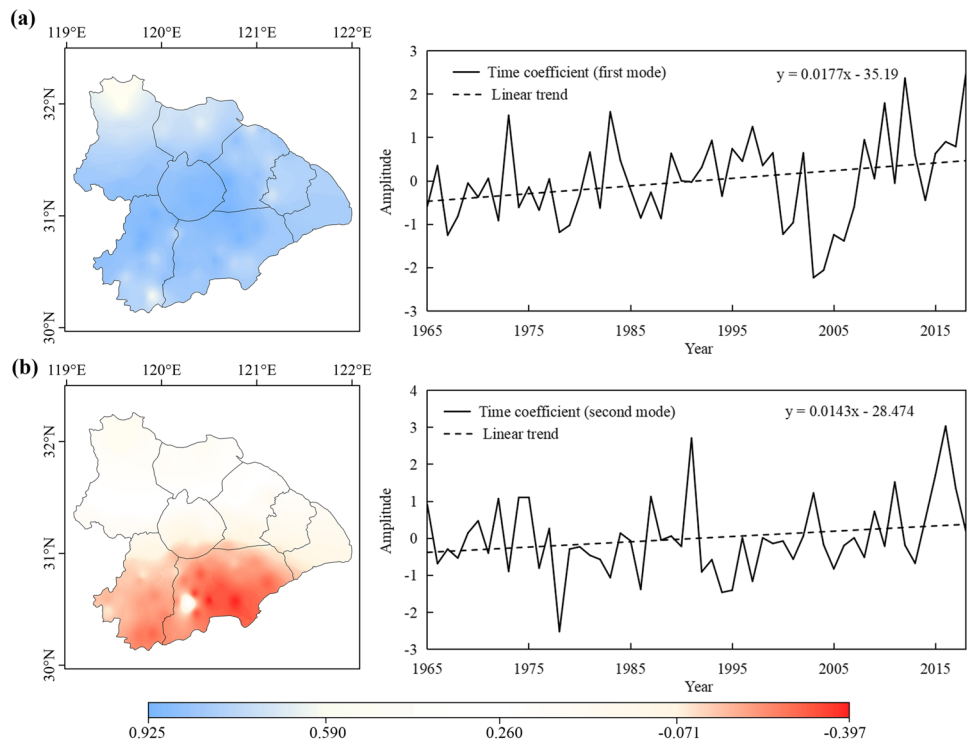 (a)
119°E 120°E 121°E 122°E
32°N
31°N
30°N
3
2
1
0
-1
-2
-3
Amplitude
Time coefficient (first mode)
Linear trend
y = 0.0177x - 35.19
1965 1975 1985 1995 2005 2015
Year
(b)
119°E 120°E 121°E 122°E
32°N
31°N
30°N
4
3
2
1
0
-1
-2
-3
Amplitude
Time coefficient (second mode)
Linear trend
y = 0.0143x - 28.474
1965 1975 1985 1995 2005 2015
Year
0.925 0.590 0.260 -0.071 -0.397